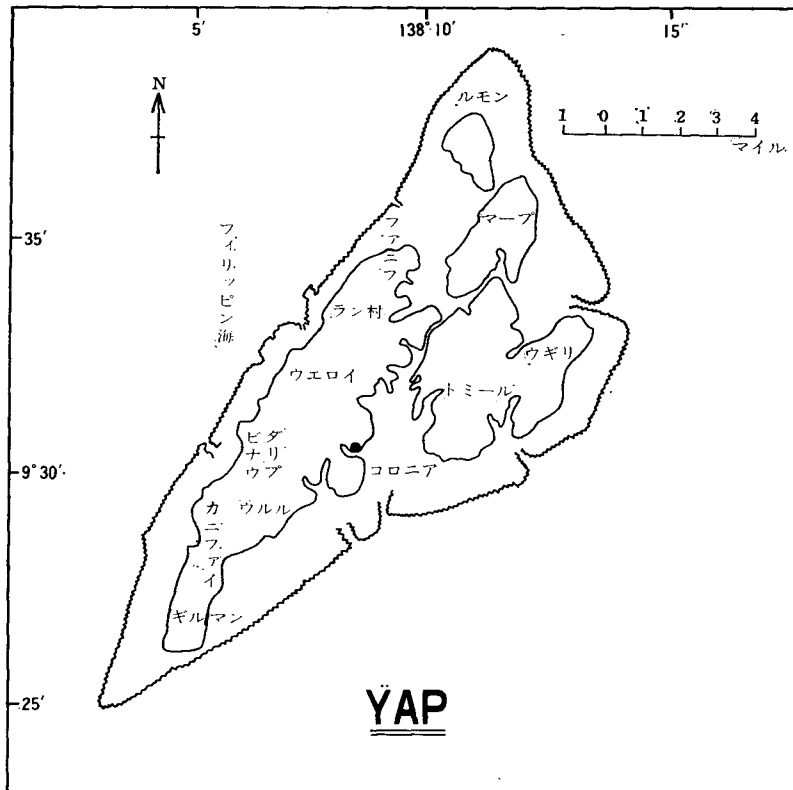 5′
138°10′
15′
N
ルモン
1 0 1 2 3 4
マイル
マープ
35′
フィリッピン海
ファニフ
ラン村
ウギリ
ウエロイ
トミール
ダリプ
ビナウ
9°30′
コロニア
カニファイ
ウルル
ギルマン
25′
YAP